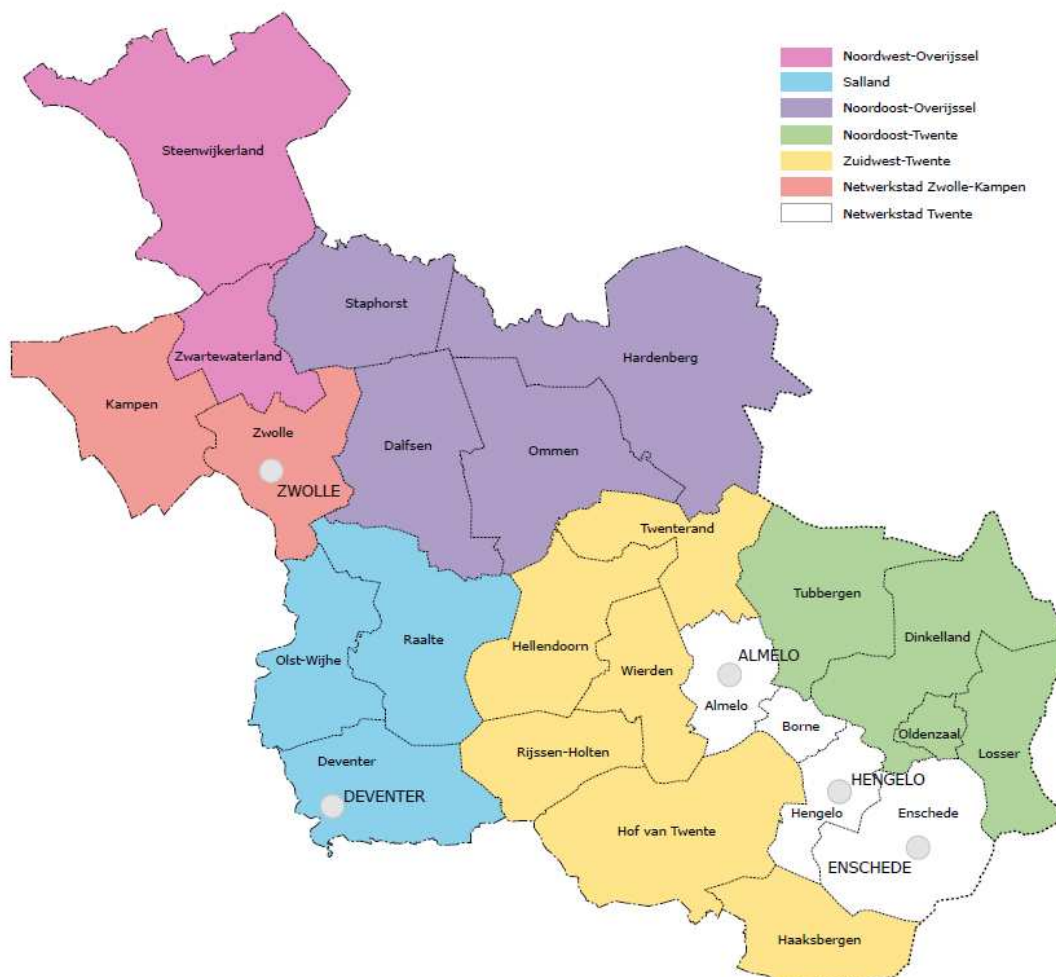 Noordwest-Overijssel
Salland
Noordoost-Overijssel
Noordoost-Twente
Zuidwest-Twente
Netwerkstad Zwolle-Kampen
Netwerkstad Twente
Steenwijkerland
Staphorst
Zwartewaterland
Hardenberg
Kampen
Zwolle
Dalfsen
Ommen
ZWOLLE
Twenterand
Tubbergen
Raalte
Hellendoorn
Dinkelland
Olst-Wijhe
Wierden
ALMELO
Almelo
Borne
Oldenzaal
Rijssen-Holten
Losser
Deventer
HENGELO
DEVENTER
Hengelo
Enschede
Hof van Twente
ENSCHEDE
Haaksbergen